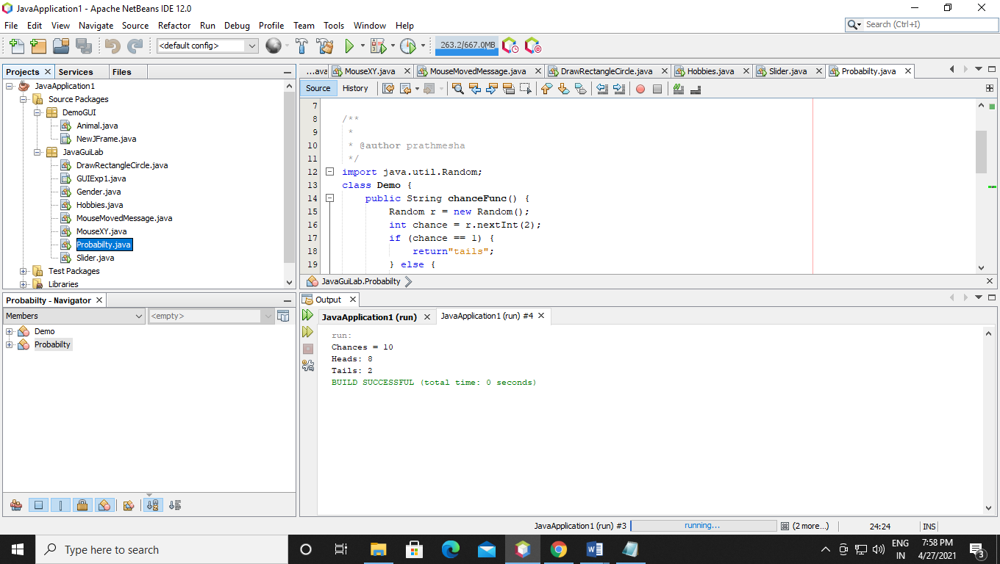 JavaApplication1 - Apache NetBeans IDE 12.0
File Edit View Navigate Source Refactor Run Debug Profile Team Tools Window Help
Search (Ctrl+I)
<default config>
263.2/667.0MB
Projects Services Files
JavaApplication1
Source Packages
DemoGUI
Animal.java
NewJFrame.java
JavaGuiLab
DrawRectangleCircle.java
GUIExp1.java
Gender.java
Hobbies.java
MouseMovedMessage.java
MouseXY.java
Probabilty.java
Slider.java
Test Packages
Libraries
...ava MouseXY.java MouseMovedMessage.java DrawRectangleCircle.java Hobbies.java Slider.java Probabilty.java
Source History
7
8 /**
9 *
10 * @author prathmesha
11 */
12 import java.util.Random;
13 class Demo {
14 public String chanceFunc() {
15 Random r = new Random();
16 int chance = r.nextInt(2);
17 if (chance == 1) {
18 return"tails";
19 } else {
JavaGuiLab.Probabilty
Probabilty - Navigator
Members <empty>
Demo
Probabilty
Output
JavaApplication1 (run) JavaApplication1 (run) #4
run:
Chances = 10
Heads: 8
Tails: 2
BUILD SUCCESSFUL (total time: 0 seconds)
JavaApplication1 (run) #3 running... (2 more...) 24:24 INS
Type here to search
ENG
IN
7:58 PM
4/27/2021
3